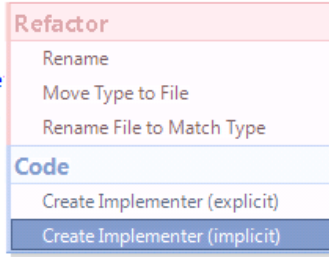 Refactor
Rename
Move Type to File
Rename File to Match Type
Code
Create Implementer (explicit)
Create Implementer (implicit)